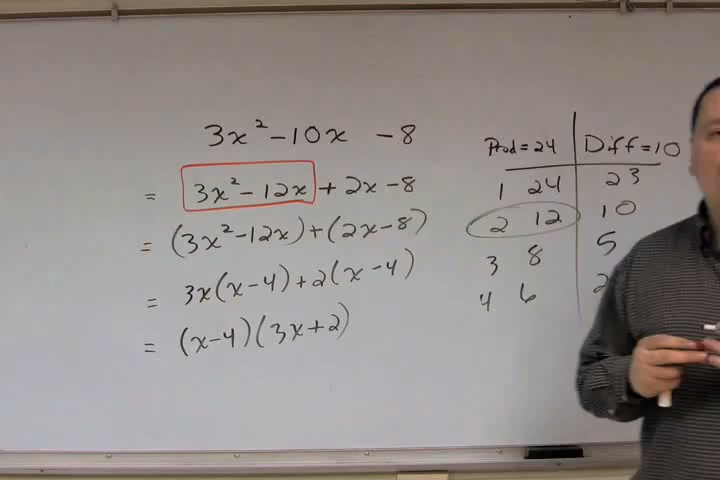 3x² - 10x - 8
= 3x² - 12x + 2x - 8
= (3x² - 12x) + (2x - 8)
= 3x(x - 4) + 2(x - 4)
= (x - 4)(3x + 2)
Prod = 24 Diff = 10
1 24 23
2 12 10
3 8 5
4 6 2